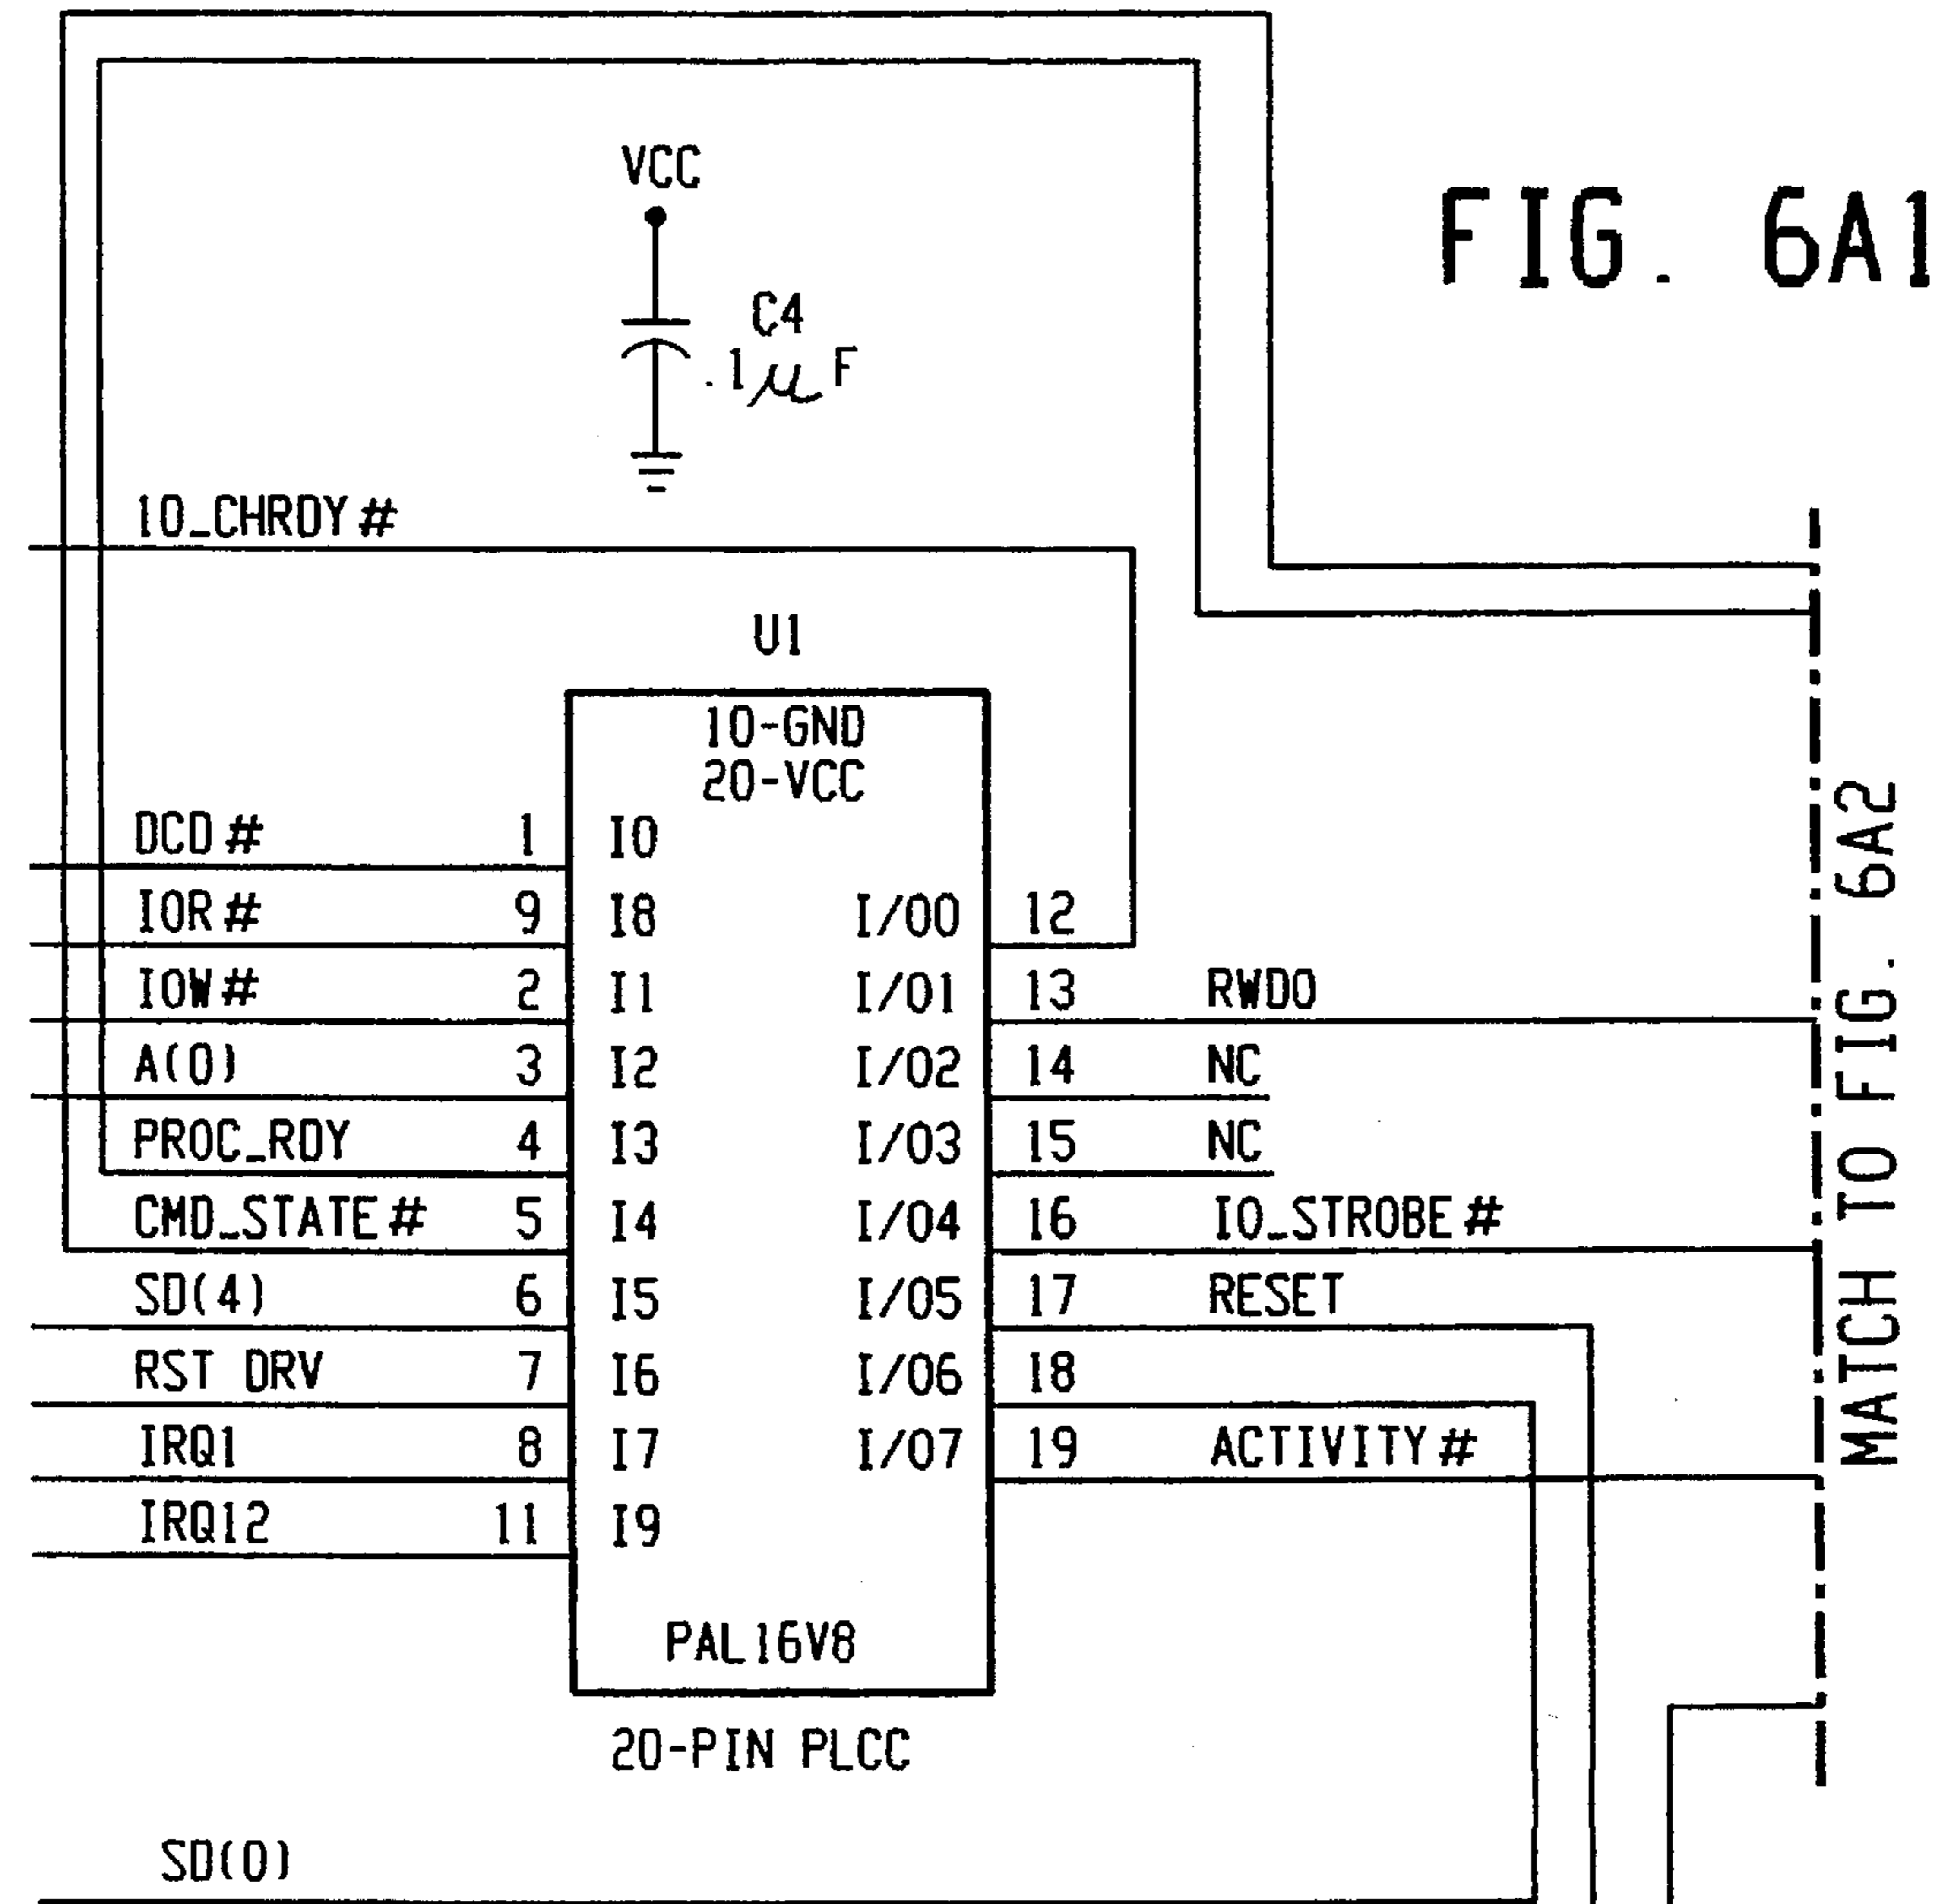 VCC
FIG. 6A1
C4
.1μF
10_CHRDY#
U1
10-GND
20-VCC
DCD# 1 I0
IOR# 9 I8 I/O0 12
IOW# 2 I1 I/O1 13 RWDO
A(0) 3 I2 I/O2 14 NC
PROC_RDY 4 I3 I/O3 15 NC
CMD_STATE# 5 I4 I/O4 16 IO_STROBE#
SD(4) 6 I5 I/O5 17 RESET
RST DRV 7 I6 I/O6 18
IRQ1 8 I7 I/O7 19 ACTIVITY#
IRQ12 11 I9
PAL16V8
20-PIN PLCC
SD(0)
MATCH TO FIG. 6A2